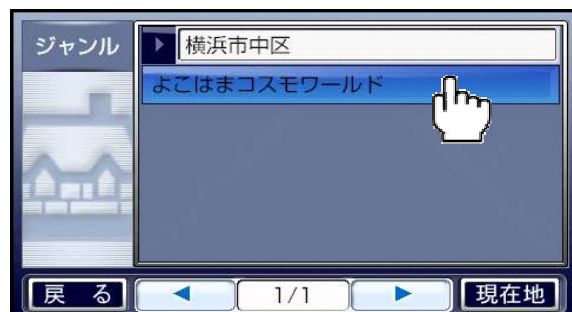 ジャンル
横浜市中区
よこはまコスモワールド
戻る
1/1
現在地